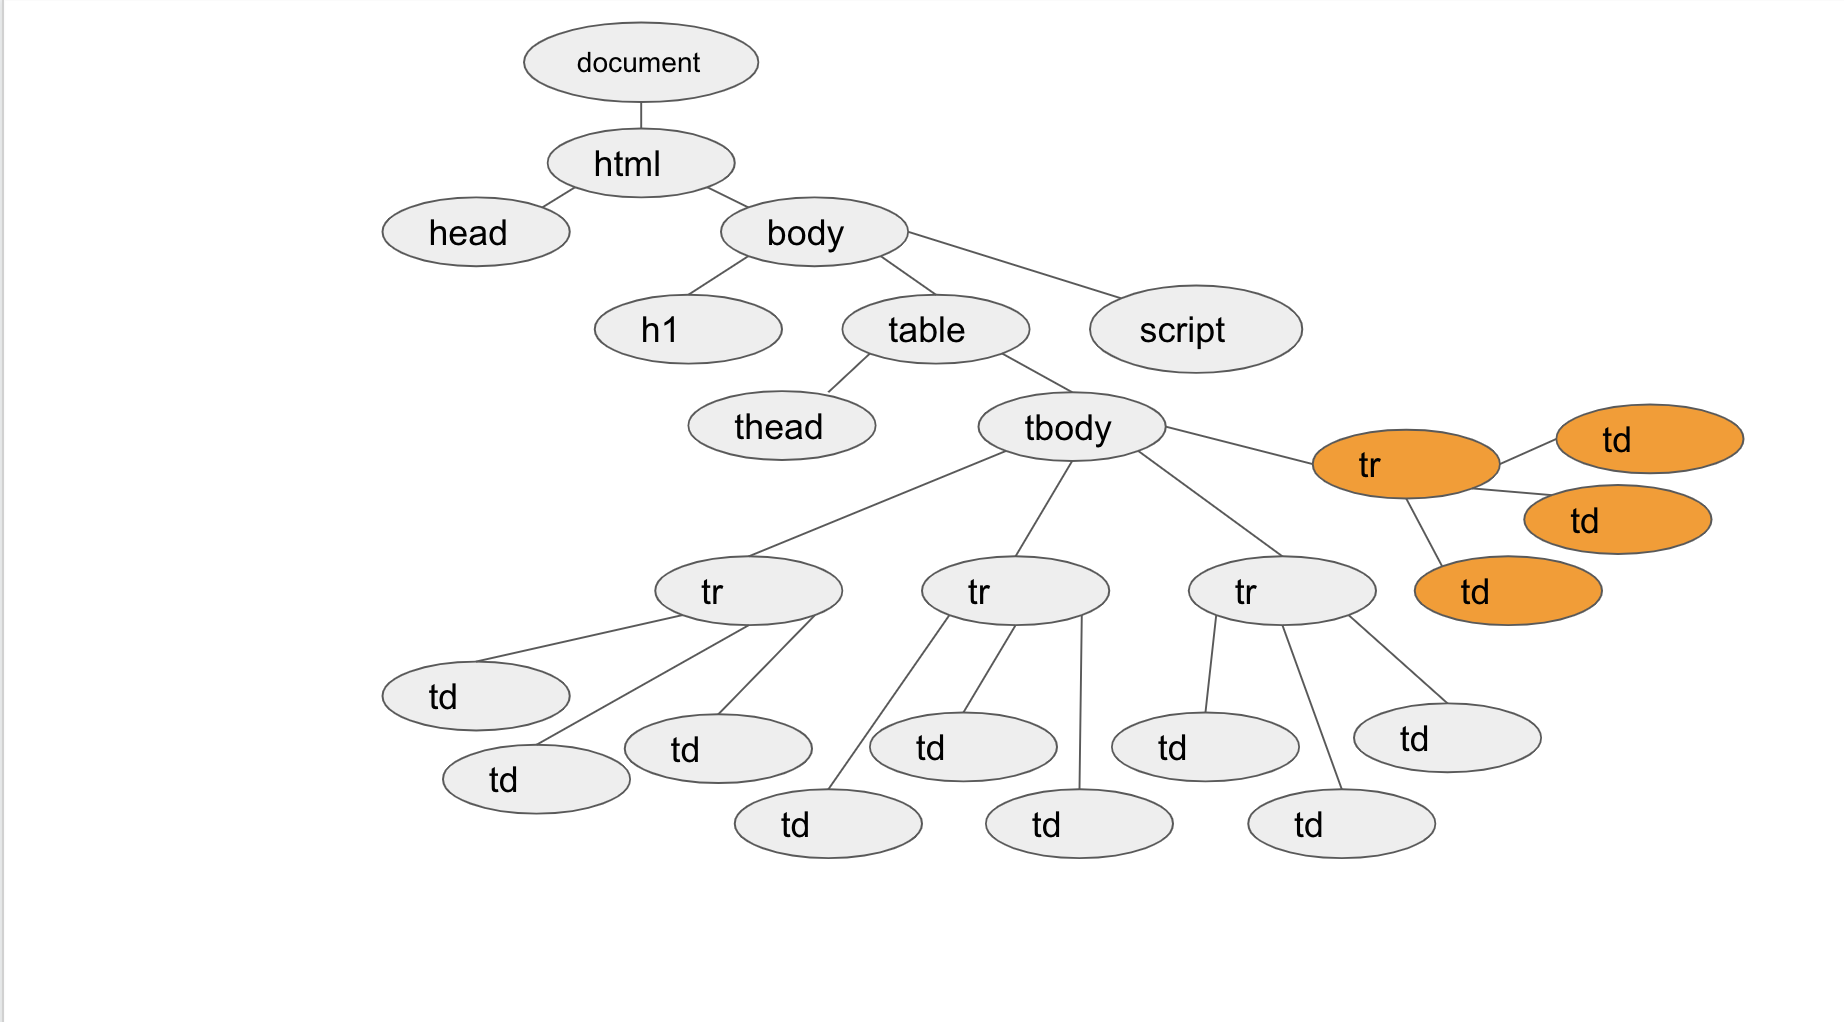 document
html
head
body
h1
table
script
thead
tbody
tr
td
td
td
tr
tr
tr
td
td
td
td
td
td
td
td
td